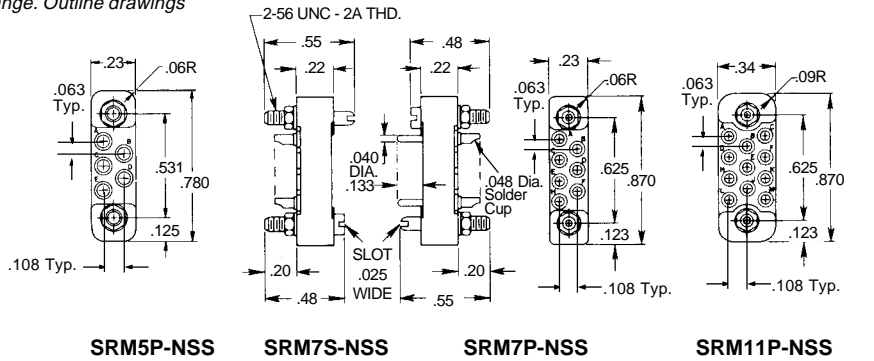 nge. Outline drawings
2-56 UNC - 2A THD.
.55
.48
.23
.06R
.22
.22
.23
.06R
.34
.09R
.063
Typ.
.063
Typ.
.063
Typ.
.531
.780
.040
DIA.
.133
.048 Dia.
Solder
Cup
.625
.870
.625
.870
.125
.123
.123
SLOT
.025
WIDE
.108 Typ.
.20
.20
.108 Typ.
.108 Typ.
.48
.55
SRM5P-NSS
SRM7S-NSS
SRM7P-NSS
SRM11P-NSS